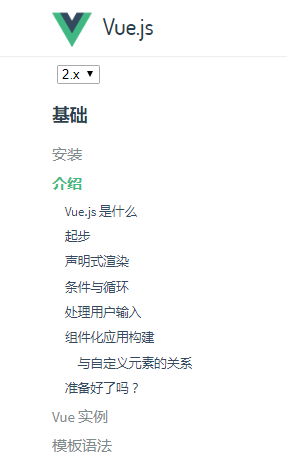 Vue.js
2.x
基础
安装
介绍
Vue.js 是什么
起步
声明式渲染
条件与循环
处理用户输入
组件化应用构建
与自定义元素的关系
准备好了吗？
Vue 实例
模板语法